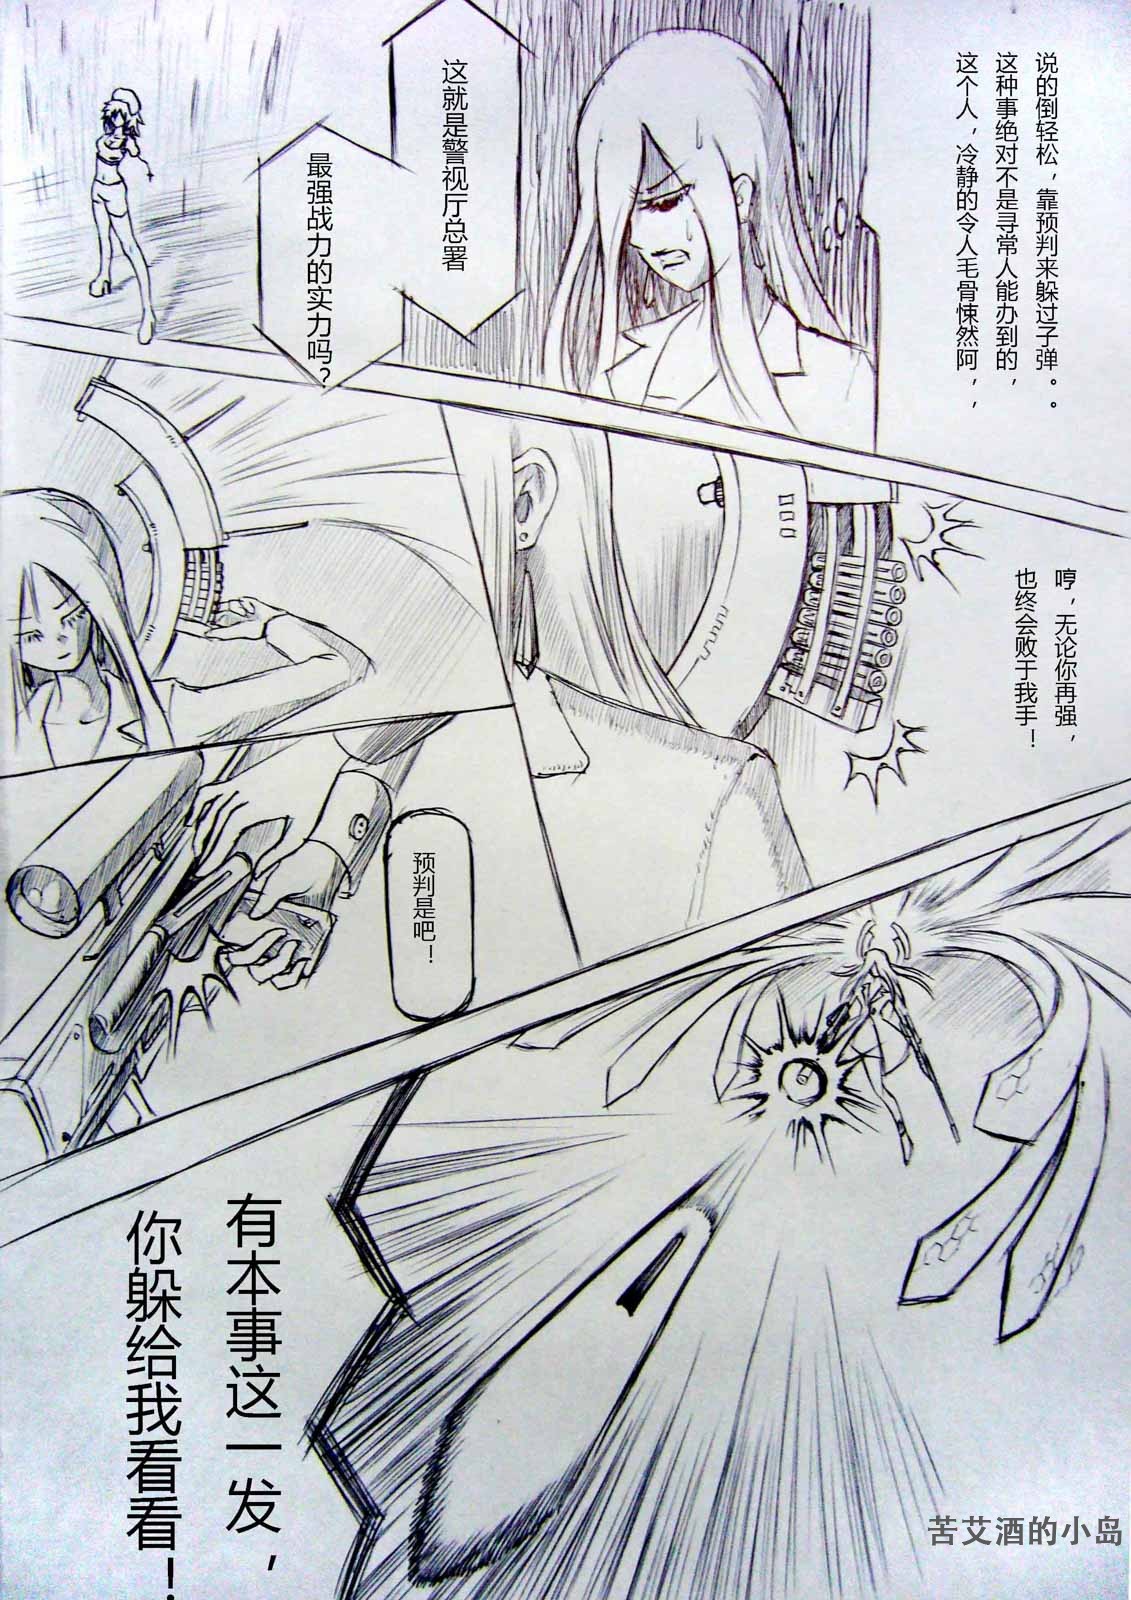 说的倒轻松，靠预判来躲过子弹。。
这种事绝对不是寻常人能办到的，
这个人，冷静的令人毛骨悚然阿，
这就是警视厅总署
最强战力的实力吗？
哼，无论你再强，
也终会败于我手！
预判是吧！
有本事这一发，
你躲给我看看！
苦艾酒的小岛